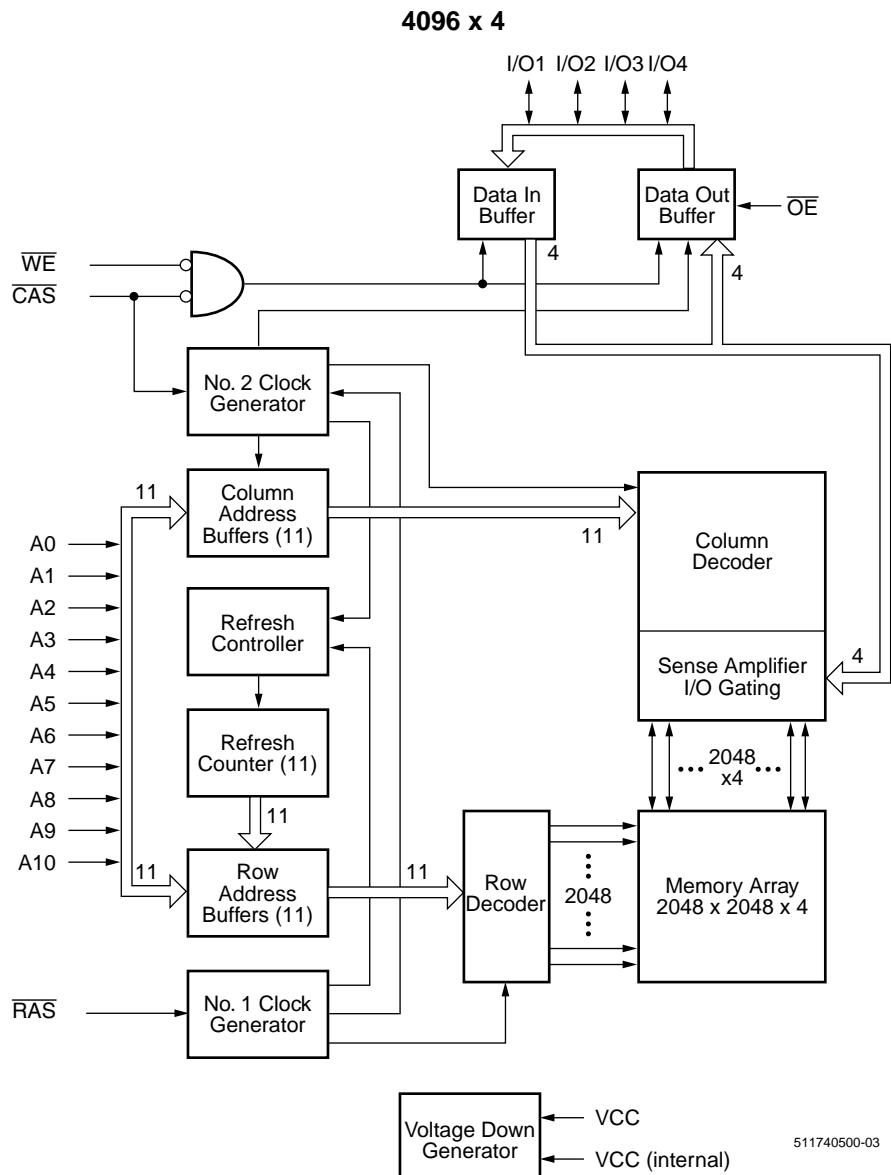 4096 x 4
I/O1 I/O2 I/O3 I/O4
Data In
Buffer
Data Out
Buffer
OE
4
4
WE
CAS
No. 2 Clock
Generator
11
Column
Address
Buffers (11)
11
Column
Decoder
A0
A1
A2
A3
A4
A5
A6
A7
A8
A9
A10
Refresh
Controller
Sense Amplifier
I/O Gating
4
Refresh
Counter (11)
11
2048
x4
11
Row
Address
Buffers (11)
11
Row
Decoder
2048
Memory Array
2048 x 2048 x 4
RAS
No. 1 Clock
Generator
Voltage Down
Generator
VCC
VCC (internal)
511740500-03